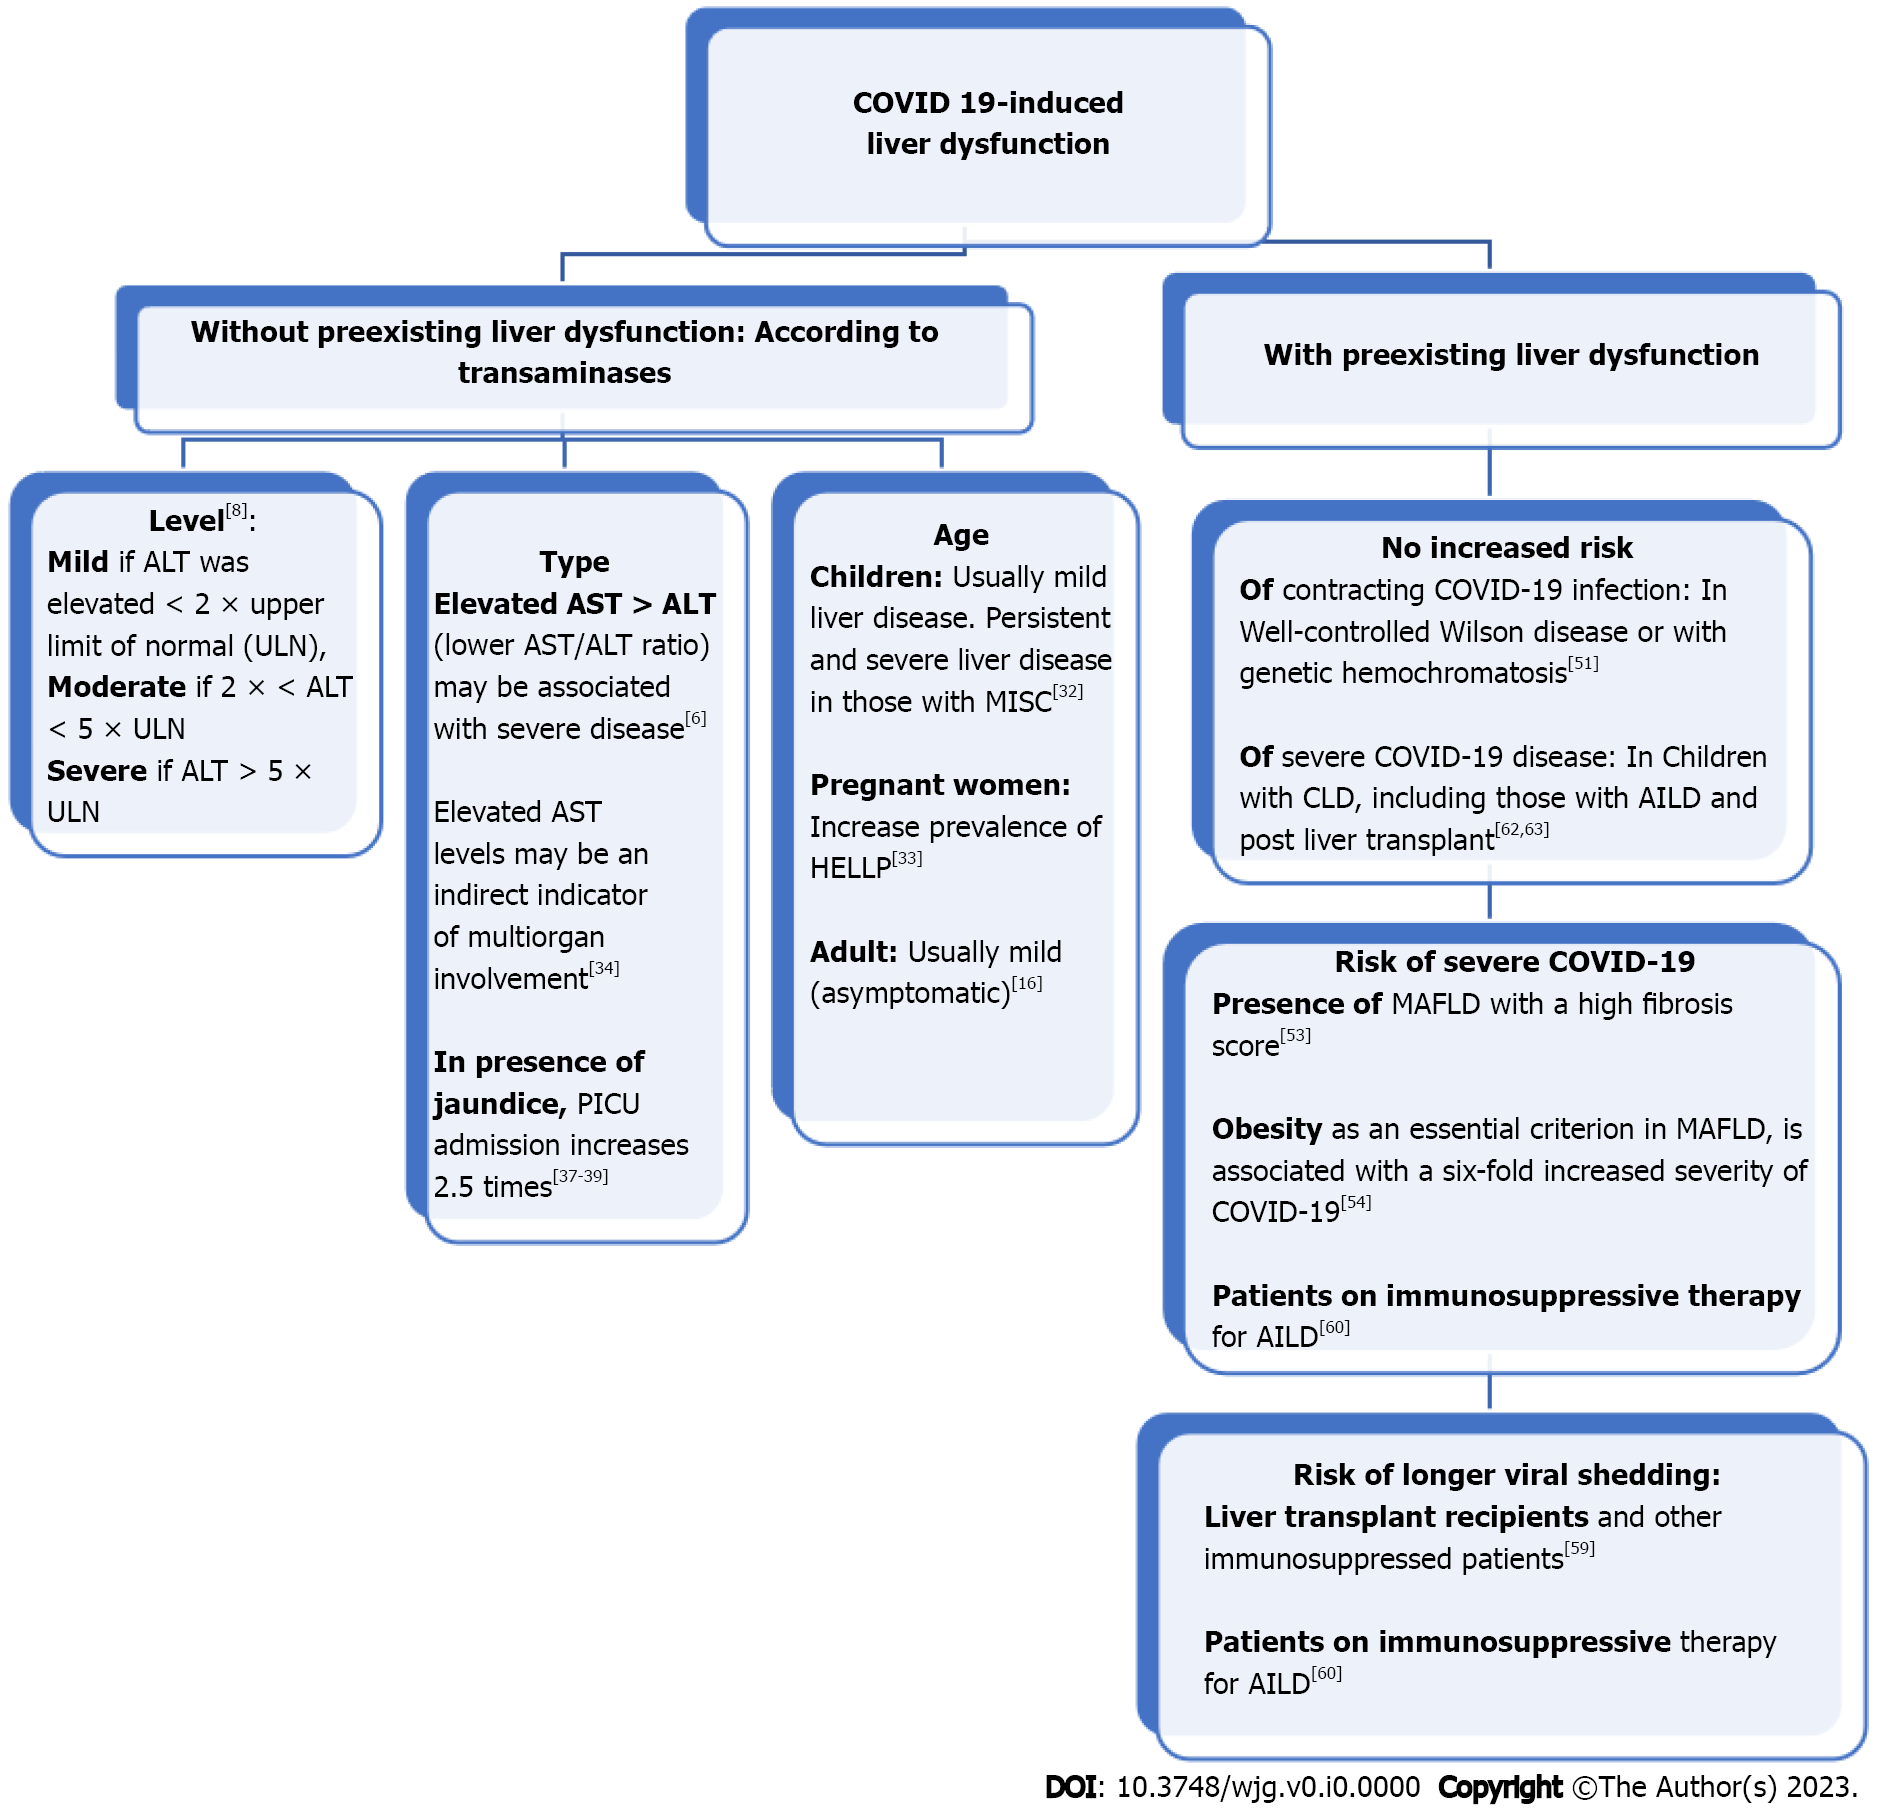 COVID 19-induced
liver dysfunction
Without preexisting liver dysfunction: According to
transaminases
With preexisting liver dysfunction
Level[8]:
Mild if ALT was
elevated < 2 × upper
limit of normal (ULN),
Moderate if 2 × < ALT
< 5 × ULN
Severe if ALT > 5 ×
ULN
Type
Elevated AST > ALT
(lower AST/ALT ratio)
may be associated
with severe disease[6]
Elevated AST
levels may be an
indirect indicator
of multiorgan
involvement[34]
In presence of
jaundice, PICU
admission increases
2.5 times[37-39]
Age
Children: Usually mild
liver disease. Persistent
and severe liver disease
in those with MISC[32]
Pregnant women:
Increase prevalence of
HELLP[33]
Adult: Usually mild
(asymptomatic)[16]
No increased risk
Of contracting COVID-19 infection: In
Well-controlled Wilson disease or with
genetic hemochromatosis[51]
Of severe COVID-19 disease: In Children
with CLD, including those with AILD and
post liver transplant[62,63]
Risk of severe COVID-19
Presence of MAFLD with a high fibrosis
score[53]
Obesity as an essential criterion in MAFLD, is
associated with a six-fold increased severity of
COVID-19[54]
Patients on immunosuppressive therapy
for AILD[60]
Risk of longer viral shedding:
Liver transplant recipients and other
immunosuppressed patients[59]
Patients on immunosuppressive therapy
for AILD[60]
DOI: 10.3748/wjg.v0.i0.0000 Copyright ©The Author(s) 2023.